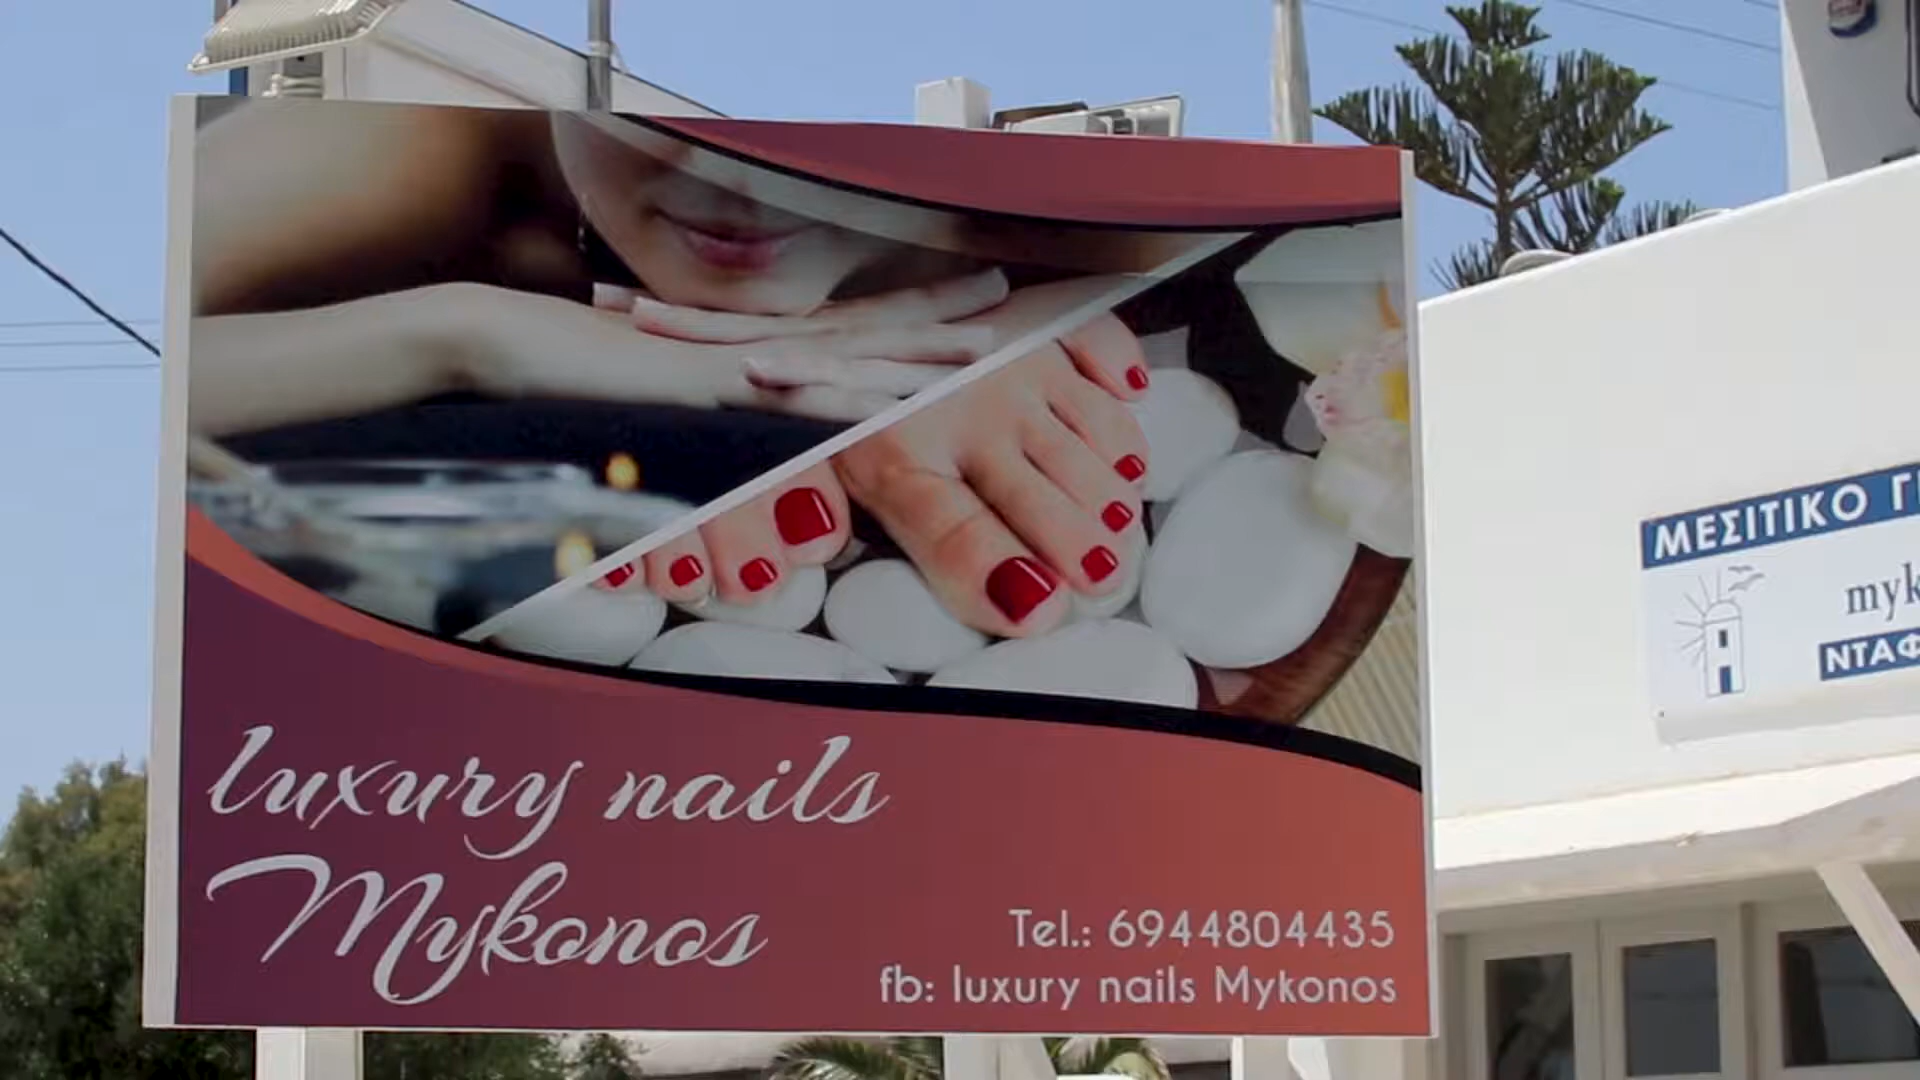 luxury nails
Mykonos
Tel.: 6944804435
fb: luxury nails Mykonos
ΜΕΣΙΤΙΚΟ